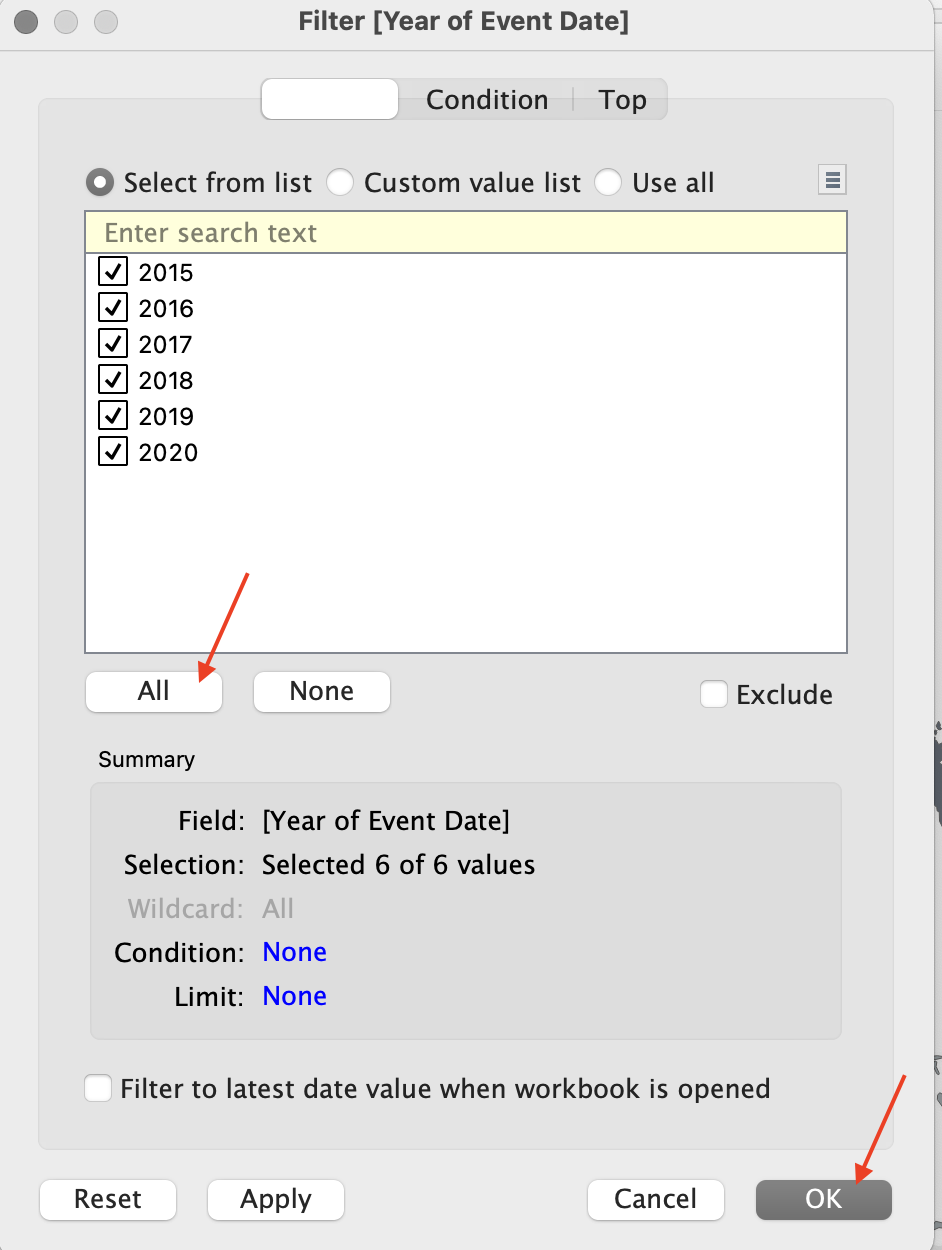 Filter [Year of Event Date]
Condition Top
Select from list Custom value list Use all
Enter search text
2015
2016
2017
2018
2019
2020
All None Exclude
Summary
Field: [Year of Event Date]
Selection: Selected 6 of 6 values
Wildcard: All
Condition: None
Limit: None
Filter to latest date value when workbook is opened
Reset Apply Cancel OK